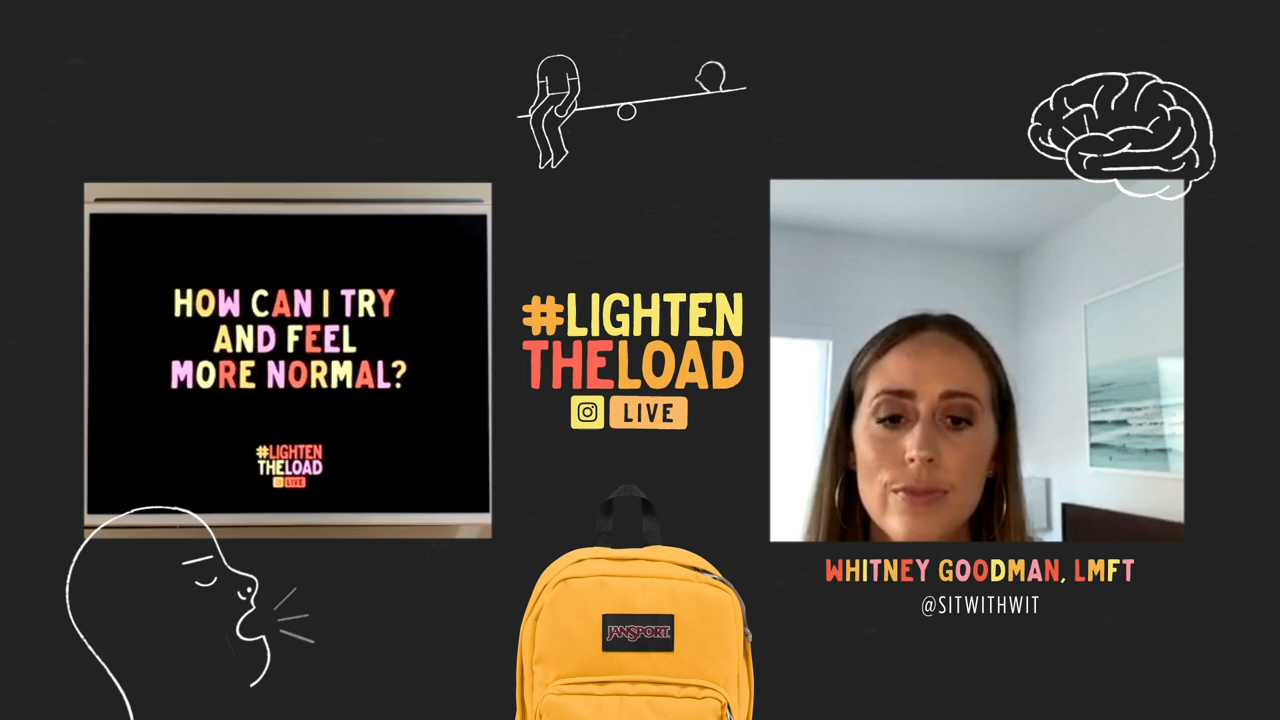 HOW CAN I TRY
AND FEEL
MORE NORMAL?
#LIGHTEN
THELOAD
LIVE
#LIGHTEN
THELOAD
LIVE
JANSPORT
WHITNEY GOODMAN, LMFT
@SITWITHWIT